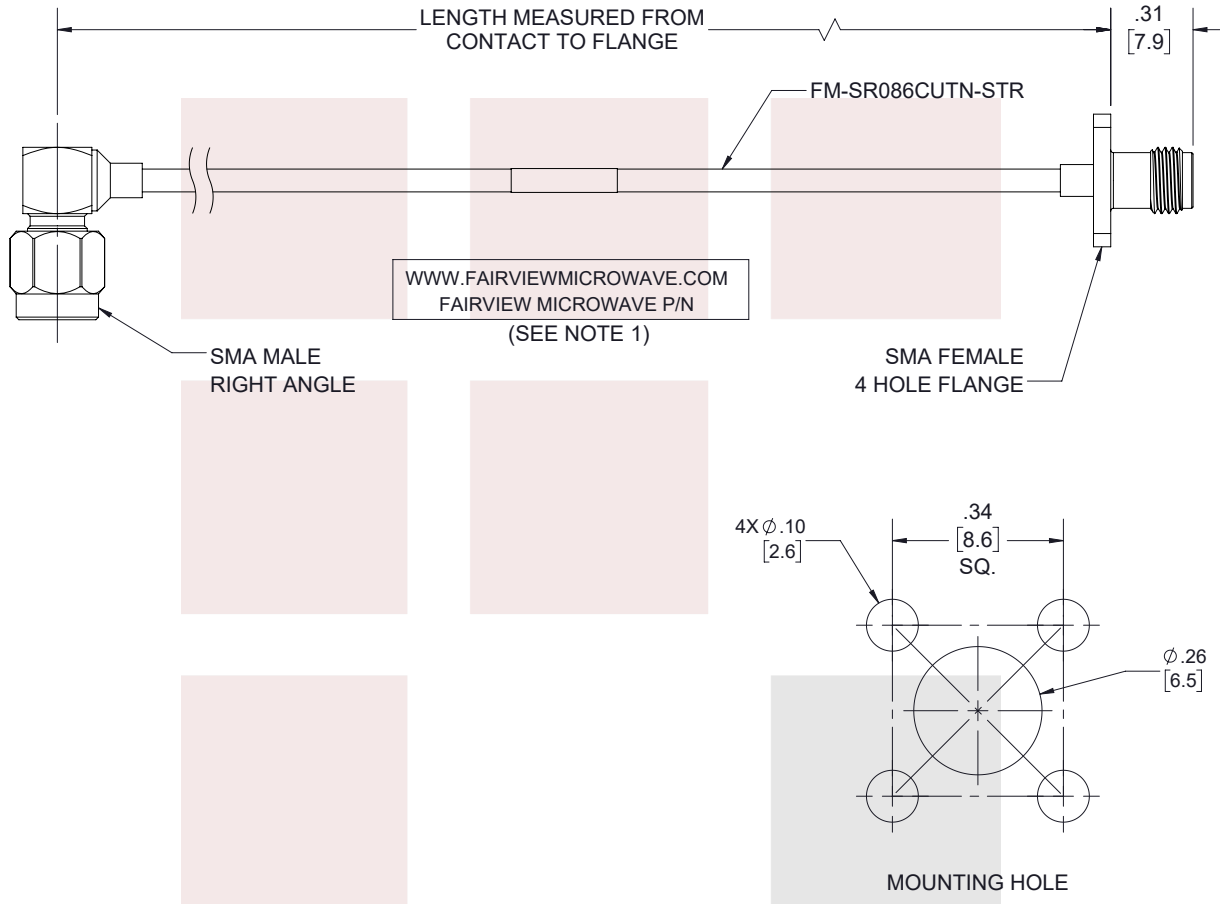 LENGTH MEASURED FROM
CONTACT TO FLANGE
.31
[7.9]
FM-SR086CUTN-STR
WWW.FAIRVIEWMICROWAVE.COM
FAIRVIEW MICROWAVE P/N
(SEE NOTE 1)
SMA MALE
RIGHT ANGLE
SMA FEMALE
4 HOLE FLANGE
4X ∅.10
[2.6]
.34
[8.6]
SQ.
∅.26
[6.5]
MOUNTING HOLE